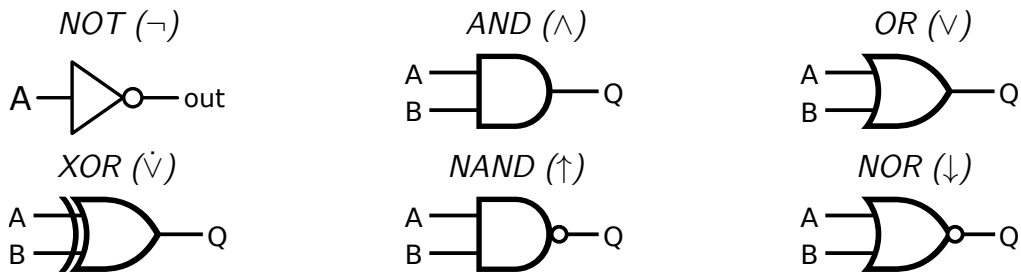 NOT (¬)
AND (∧)
OR (∨)
A
out
A
B
Q
A
B
Q
XOR (∨̇)
NAND (↑)
NOR (↓)
A
B
Q
A
B
Q
A
B
Q